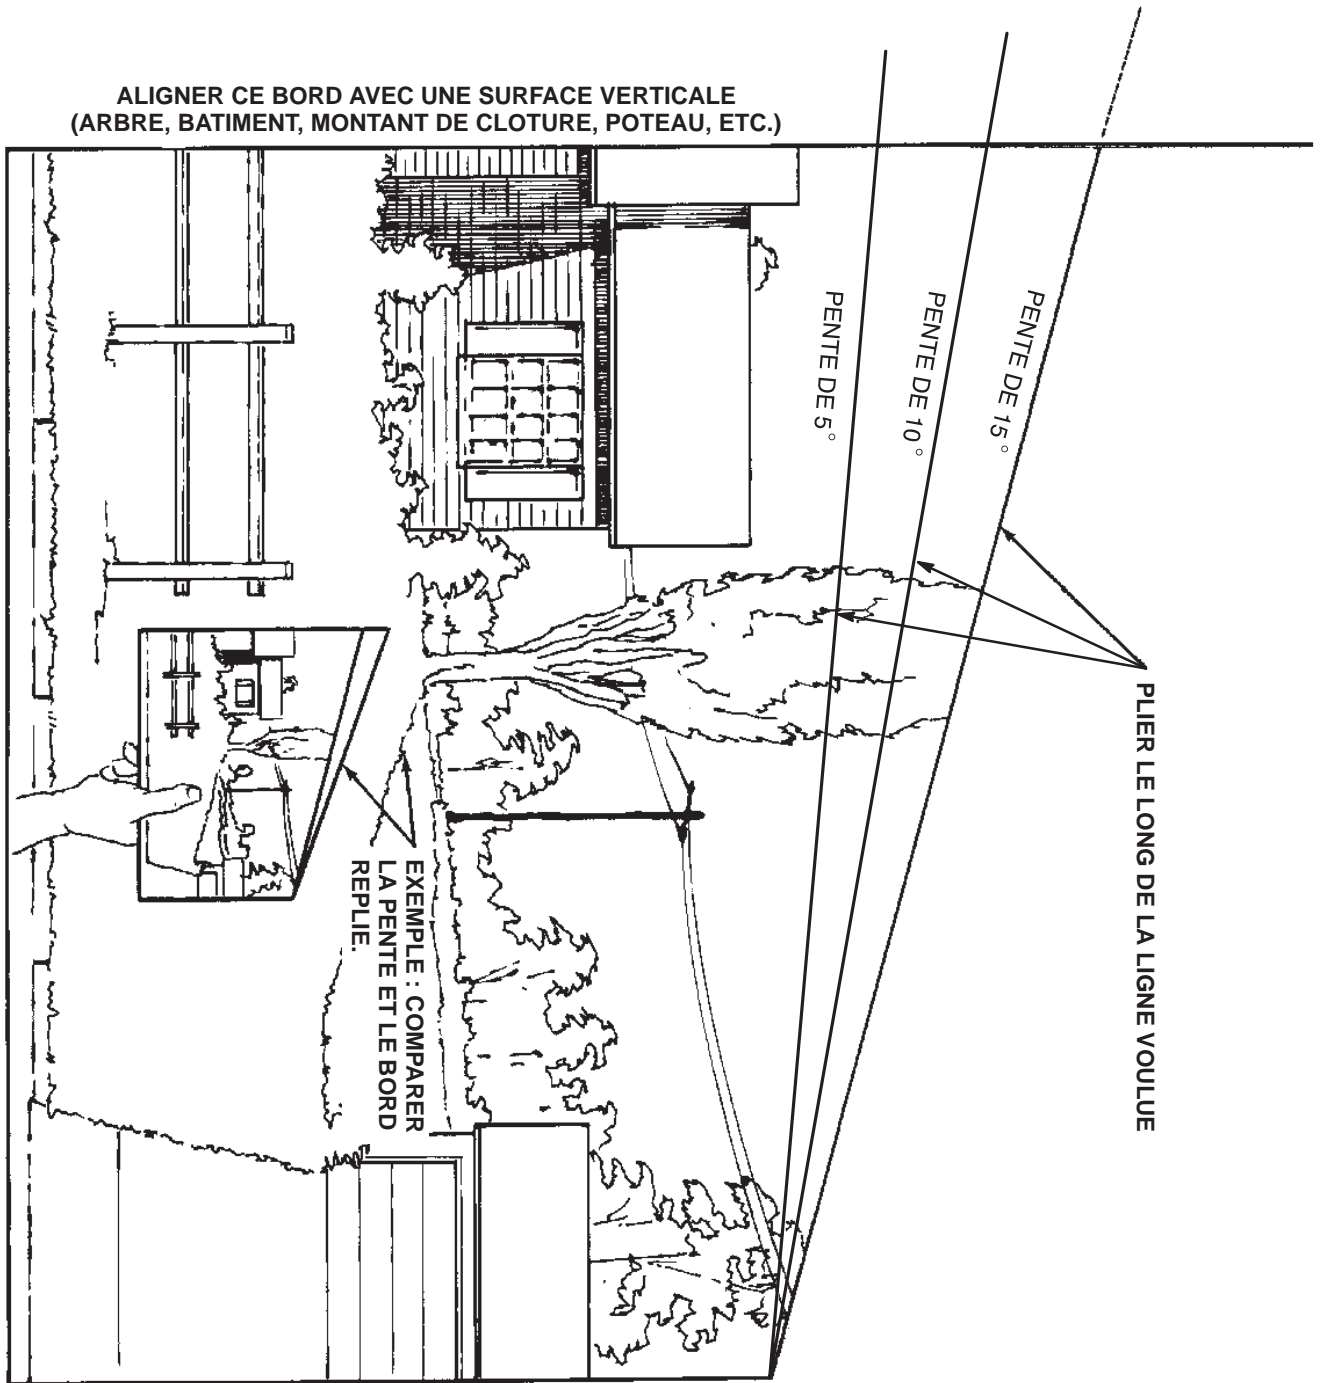 ALIGNER CE BORD AVEC UNE SURFACE VERTICALE
(ARBRE, BATIMENT, MONTANT DE CLOTURE, POTEAU, ETC.)
PENTE DE 15°
PENTE DE 10°
PENTE DE 5°
PLIER LE LONG DE LA LIGNE VOULUE
EXEMPLE : COMPARER
LA PENTE ET LE BORD
REPLIE.